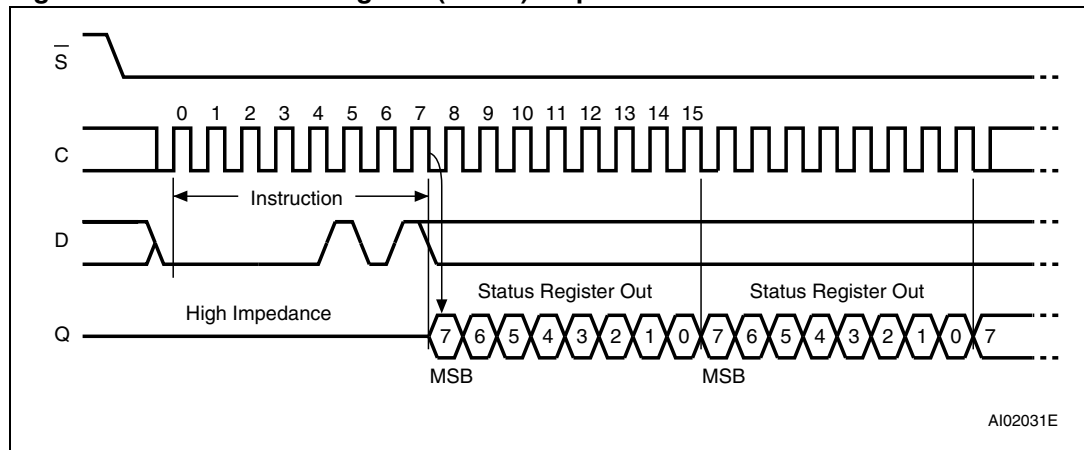 S
0 1 2 3 4 5 6 7 8 9 10 11 12 13 14 15
C
Instruction
D
Status Register Out Status Register Out
High Impedance
Q 7 6 5 4 3 2 1 0 7 6 5 4 3 2 1 0 7
MSB MSB
AI02031E